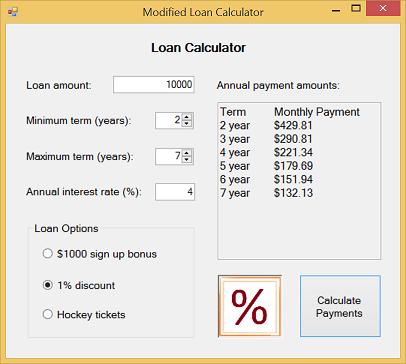 Modified Loan Calculator
Loan Calculator
Loan amount: 10000
Minimum term (years): 2
Maximum term (years): 7
Annual interest rate (%): 4
Loan Options
$1000 sign up bonus
1% discount
Hockey tickets
Annual payment amounts:
Term Monthly Payment
2 year $429.81
3 year $290.81
4 year $221.34
5 year $179.69
6 year $151.94
7 year $132.13
%
Calculate
Payments